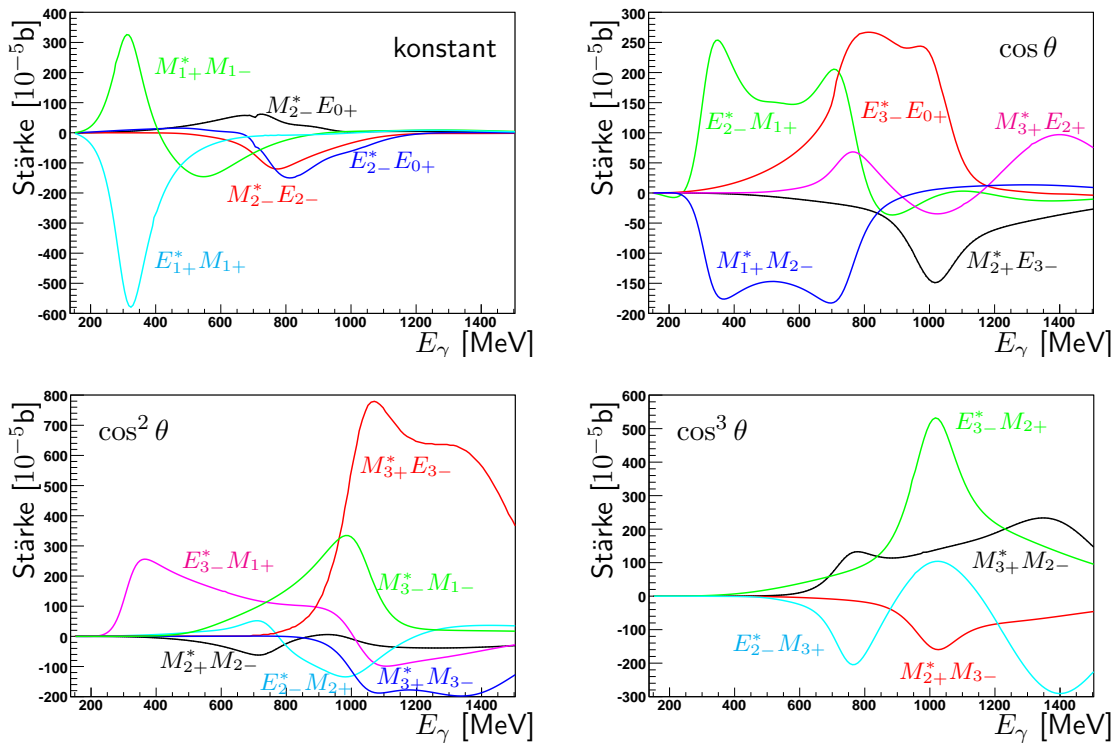 Stärke [10⁻⁵b]
400
300
200
100
0
-100
-200
-300
-400
-500
-600
konstant
M*₁₊M₁₋
M*₂₋E₀₊
E*₂₋E₀₊
M*₂₋E₂₋
E*₁₊M₁₊
200 400 600 800 1000 1200 1400
E_γ [MeV]
Stärke [10⁻⁵b]
300
250
200
150
100
50
0
-50
-100
-150
-200
cos θ
E*₂₋M₁₊
E*₃₋E₀₊
M*₃₊E₂₊
M*₁₊M₂₋
M*₂₊E₃₋
200 400 600 800 1000 1200 1400
E_γ [MeV]
Stärke [10⁻⁵b]
800
700
600
500
400
300
200
100
0
-100
-200
cos² θ
M*₃₊E₃₋
E*₃₋M₁₊
M*₃₋M₁₋
M*₂₊M₂₋
E*₂₋M₂₊
M*₃₊M₃₋
200 400 600 800 1000 1200 1400
E_γ [MeV]
Stärke [10⁻⁵b]
600
500
400
300
200
100
0
-100
-200
-300
cos³ θ
E*₃₋M₂₊
M*₃₊M₂₋
E*₂₋M₃₊
M*₂₊M₃₋
200 400 600 800 1000 1200 1400
E_γ [MeV]